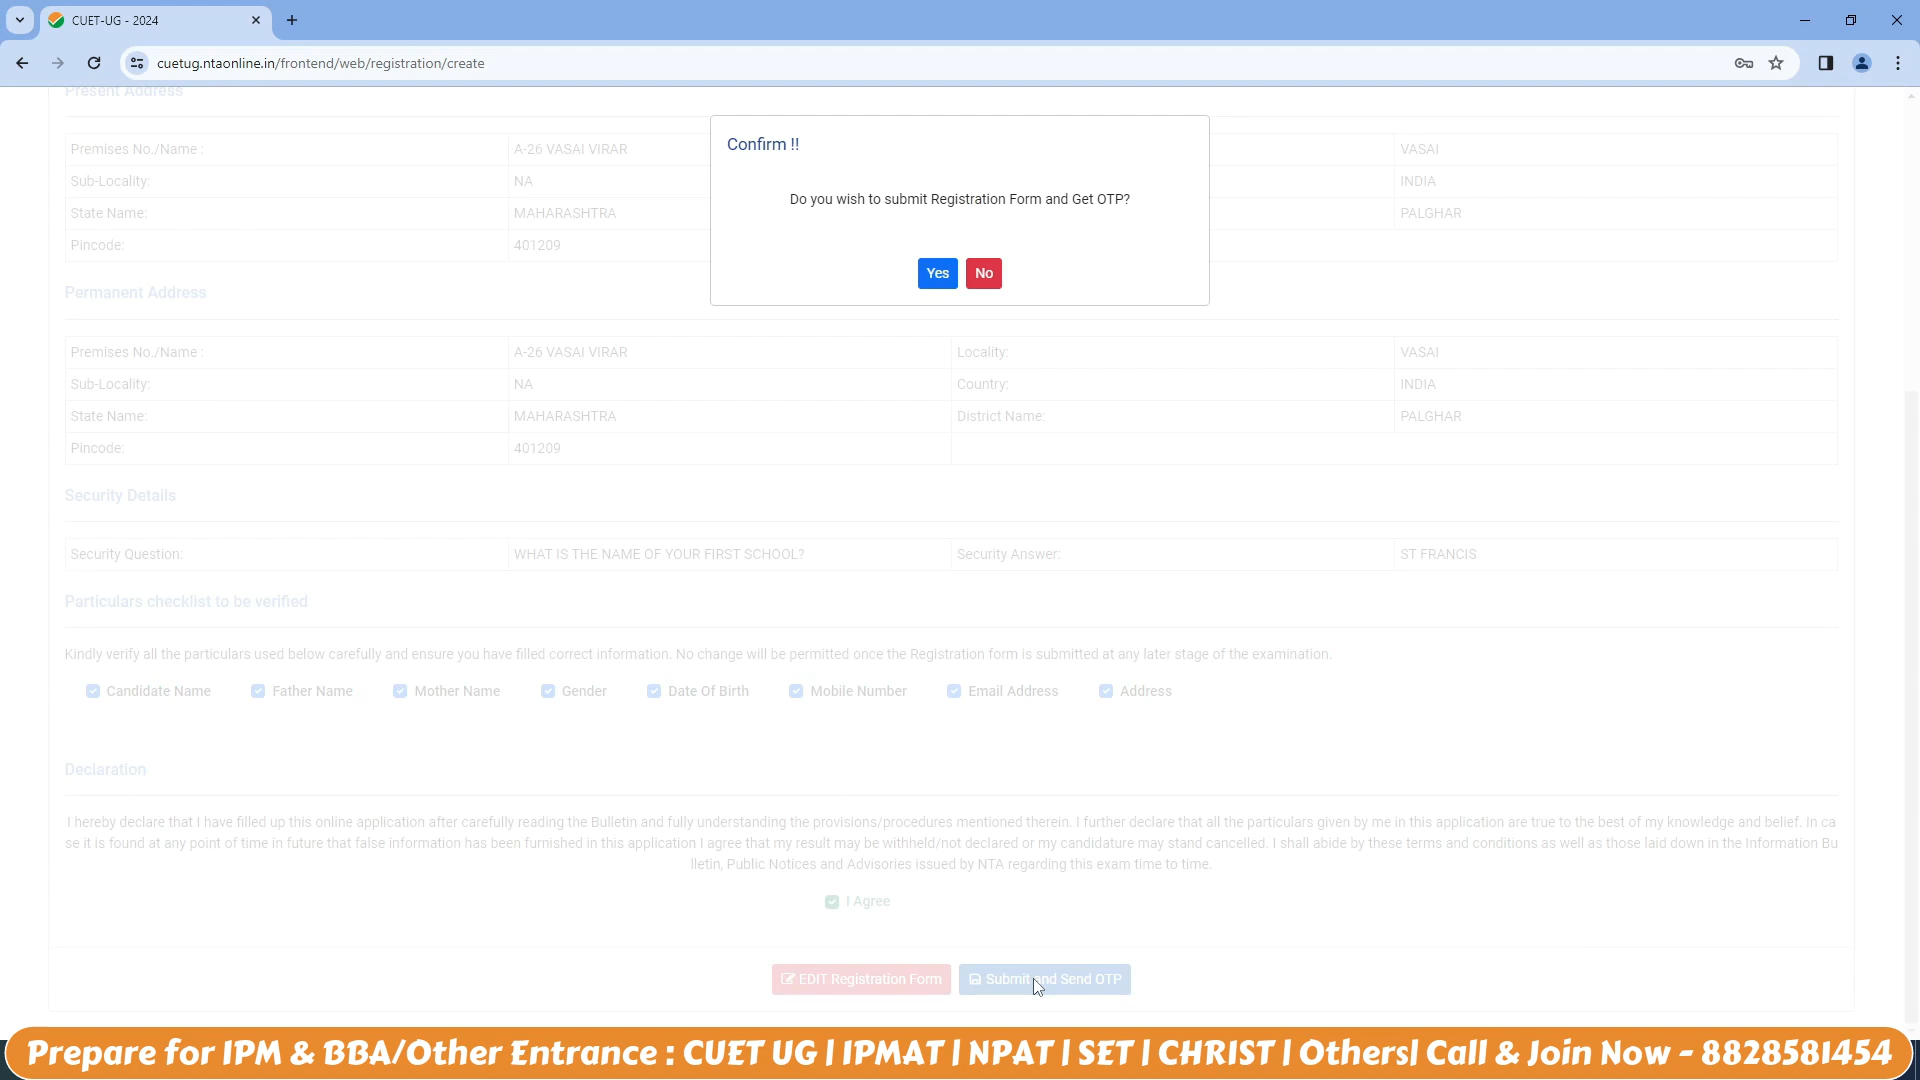 CUET-UG - 2024
cuetug.ntaonline.in/frontend/web/registration/create
Present Address
Confirm !!
Do you wish to submit Registration Form and Get OTP?
Yes No
Premises No./Name : A-26 VASAI VIRAR VASAI
Sub-Locality: NA INDIA
State Name: MAHARASHTRA PALGHAR
Pincode: 401209
Permanent Address
Premises No./Name : A-26 VASAI VIRAR Locality: VASAI
Sub-Locality: NA Country: INDIA
State Name: MAHARASHTRA District Name: PALGHAR
Pincode: 401209
Security Details
Security Question: WHAT IS THE NAME OF YOUR FIRST SCHOOL? Security Answer: ST FRANCIS
Particulars checklist to be verified
Kindly verify all the particulars used below carefully and ensure you have filled correct information. No change will be permitted once the Registration form is submitted at any later stage of the examination.
Candidate Name Father Name Mother Name Gender Date Of Birth Mobile Number Email Address Address
Declaration
I hereby declare that I have filled up this online application after carefully reading the Bulletin and fully understanding the provisions/procedures mentioned therein. I further declare that all the particulars given by me in this application are true to the best of my knowledge and belief. In ca
se it is found at any point of time in future that false information has been furnished in this application I agree that my result may be withheld/not declared or my candidature may stand cancelled. I shall abide by these terms and conditions as well as those laid down in the Information Bu
lletin, Public Notices and Advisories issued by NTA regarding this exam time to time.
I Agree
EDIT Registration Form Submit and Send OTP
Prepare for IPM & BBA/Other Entrance : CUET UG | IPMAT | NPAT | SET | CHRIST | Others| Call & Join Now - 8828581454